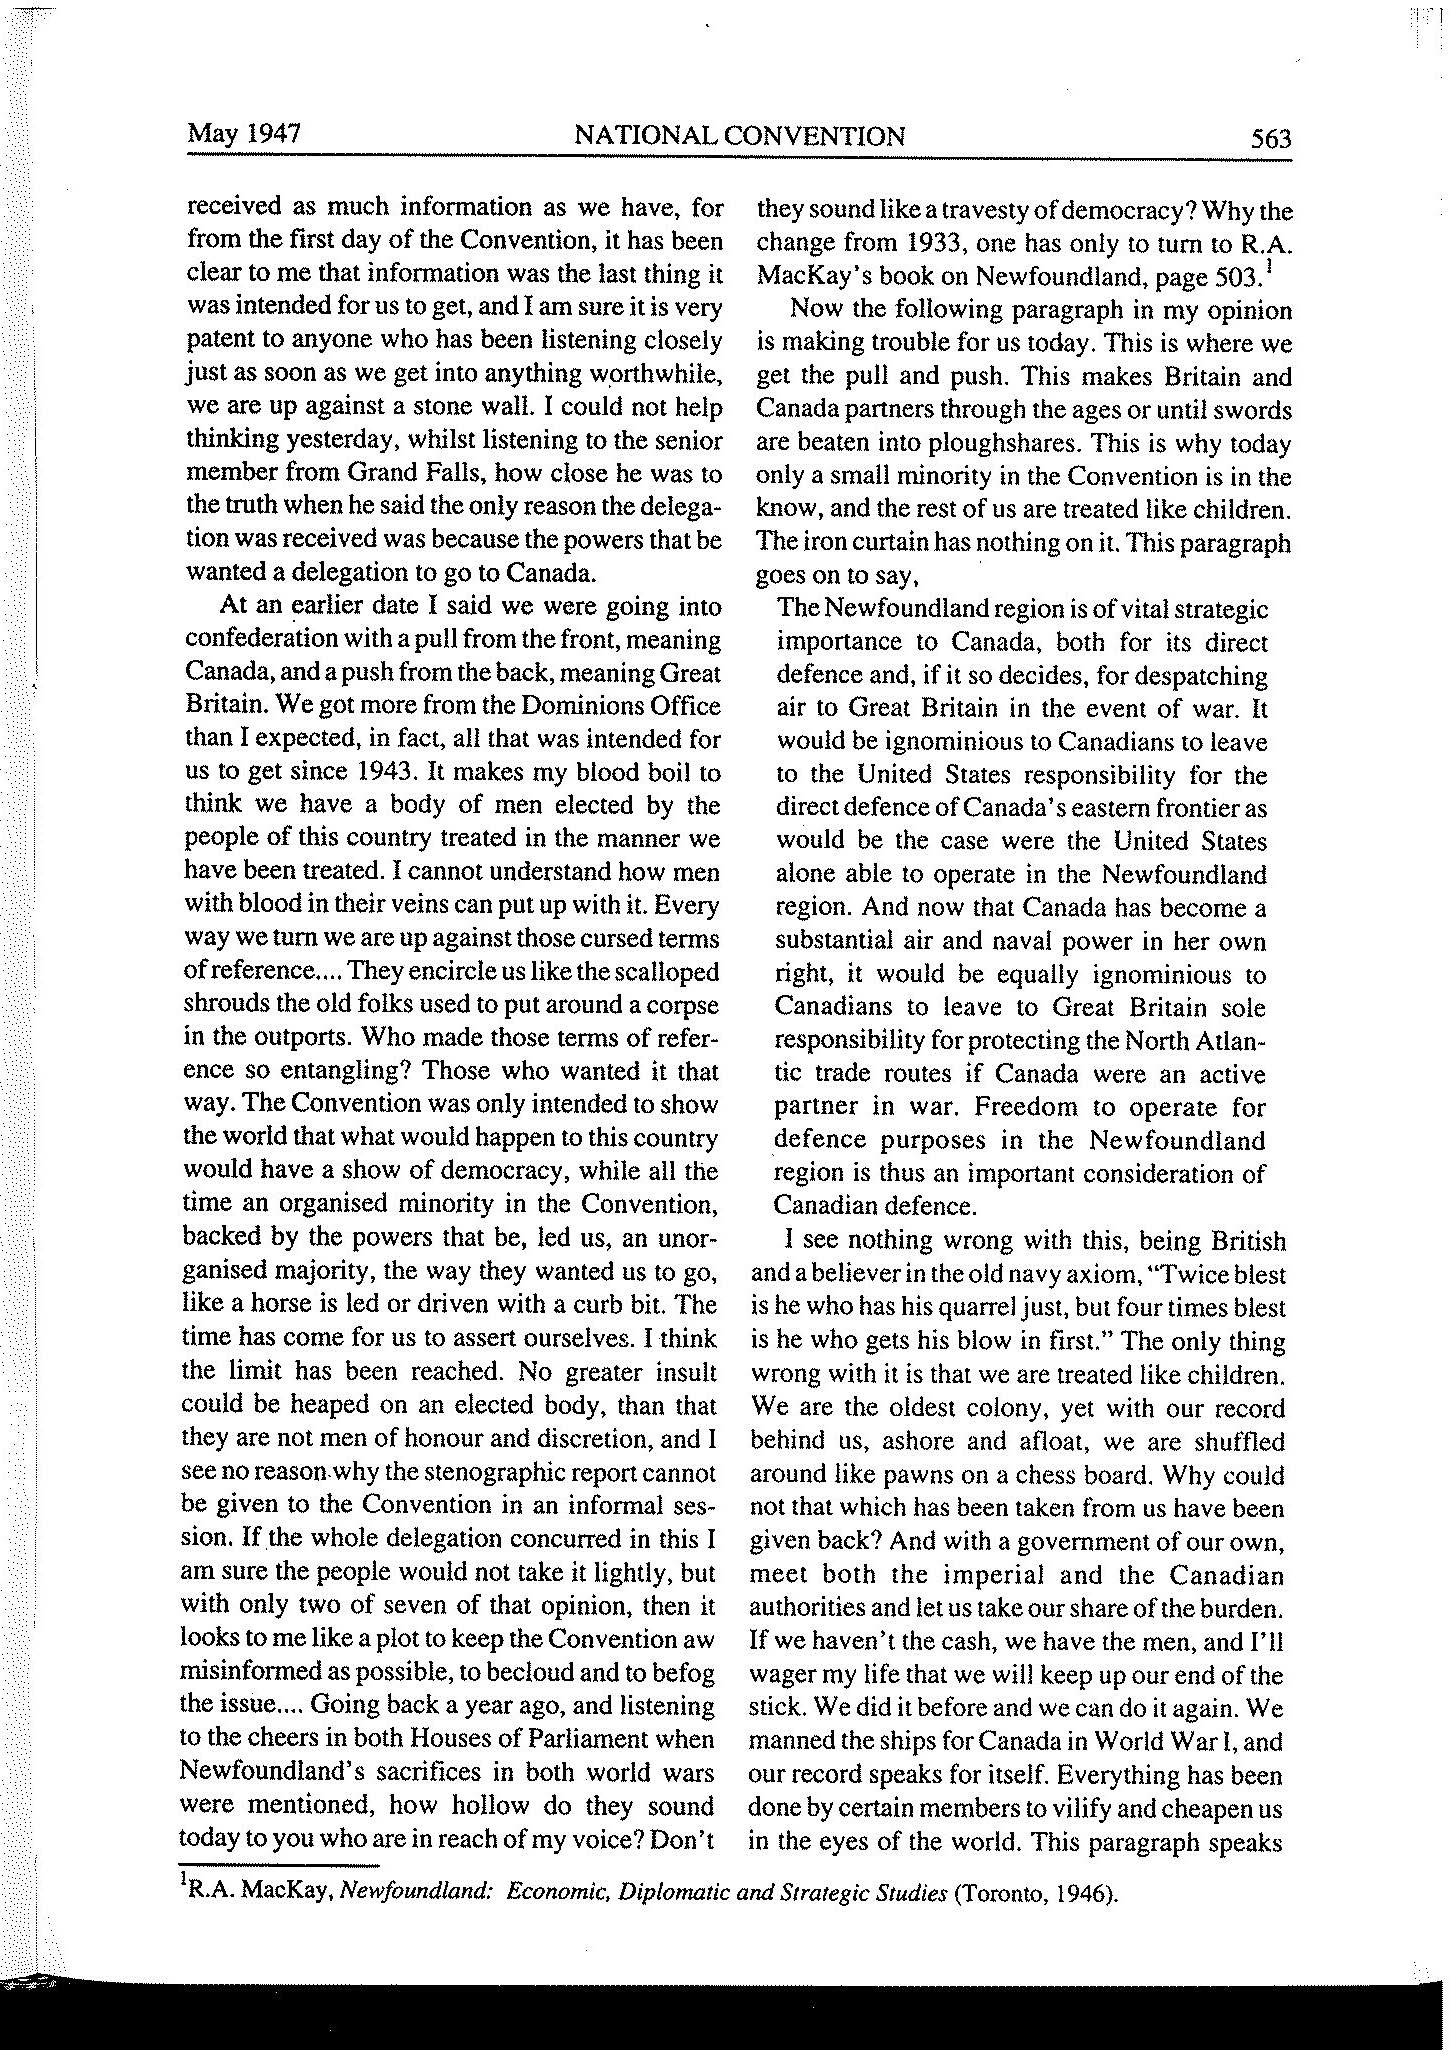 May 1947
NATIONAL CONVENTION
563
received as much information as we have, for
from the first day of the Convention, it has been
clear to me that information was the last thing it
was intended for us to get, and I am sure it is very
patent to anyone who has been listening closely
just as soon as we get into anything worthwhile,
we are up against a stone wall. I could not help
thinking yesterday, whilst listening to the senior
member from Grand Falls, how close he was to
the truth when he said the only reason the delega-
tion was received was because the powers that be
wanted a delegation to go to Canada.
At an earlier date I said we were going into
confederation with a pull from the front, meaning
Canada, and a push from the back, meaning Great
Britain. We got more from the Dominions Office
than I expected, in fact, all that was intended for
us to get since 1943. It makes my blood boil to
think we have a body of men elected by the
people of this country treated in the manner we
have been treated. I cannot understand how men
with blood in their veins can put up with it. Every
way we turn we are up against those cursed terms
of reference.... They encircle us like the scalloped
shrouds the old folks used to put around a corpse
in the outports. Who made those terms of refer-
ence so entangling? Those who wanted it that
way. The Convention was only intended to show
the world that what would happen to this country
would have a show of democracy, while all the
time an organised minority in the Convention,
backed by the powers that be, led us, an unor-
ganised majority, the way they wanted us to go,
like a horse is led or driven with a curb bit. The
time has come for us to assert ourselves. I think
the limit has been reached. No greater insult
could be heaped on an elected body, than that
they are not men of honour and discretion, and I
see no reason why the stenographic report cannot
be given to the Convention in an informal ses-
sion. If the whole delegation concurred in this I
am sure the people would not take it lightly, but
with only two of seven of that opinion, then it
looks to me like a plot to keep the Convention aw
misinformed as possible, to becloud and to befog
the issue.... Going back a year ago, and listening
to the cheers in both Houses of Parliament when
Newfoundland's sacrifices in both world wars
were mentioned, how hollow do they sound
today to you who are in reach of my voice? Don't
they sound like a travesty of democracy? Why the
change from 1933, one has only to turn to R.A.
MacKay's book on Newfoundland, page 503.1
Now the following paragraph in my opinion
is making trouble for us today. This is where we
get the pull and push. This makes Britain and
Canada partners through the ages or until swords
are beaten into ploughshares. This is why today
only a small minority in the Convention is in the
know, and the rest of us are treated like children.
The iron curtain has nothing on it. This paragraph
goes on to say,
The Newfoundland region is of vital strategic
importance to Canada, both for its direct
defence and, if it so decides, for despatching
air to Great Britain in the event of war. It
would be ignominious to Canadians to leave
to the United States responsibility for the
direct defence of Canada's eastern frontier as
would be the case were the United States
alone able to operate in the Newfoundland
region. And now that Canada has become a
substantial air and naval power in her own
right, it would be equally ignominious to
Canadians to leave to Great Britain sole
responsibility for protecting the North Atlan-
tic trade routes if Canada were an active
partner in war. Freedom to operate for
defence purposes in the Newfoundland
region is thus an important consideration of
Canadian defence.
I see nothing wrong with this, being British
and a believer in the old navy axiom, "Twice blest
is he who has his quarrel just, but four times blest
is he who gets his blow in first." The only thing
wrong with it is that we are treated like children.
We are the oldest colony, yet with our record
behind us, ashore and afloat, we are shuffled
around like pawns on a chess board. Why could
not that which has been taken from us have been
given back? And with a government of our own,
meet both the imperial and the Canadian
authorities and let us take our share of the burden.
If we haven't the cash, we have the men, and I'll
wager my life that we will keep up our end of the
stick. We did it before and we can do it again. We
manned the ships for Canada in World War I, and
our record speaks for itself. Everything has been
done by certain members to vilify and cheapen us
in the eyes of the world. This paragraph speaks
1R.A. MacKay, Newfoundland: Economic, Diplomatic and Strategic Studies (Toronto, 1946).